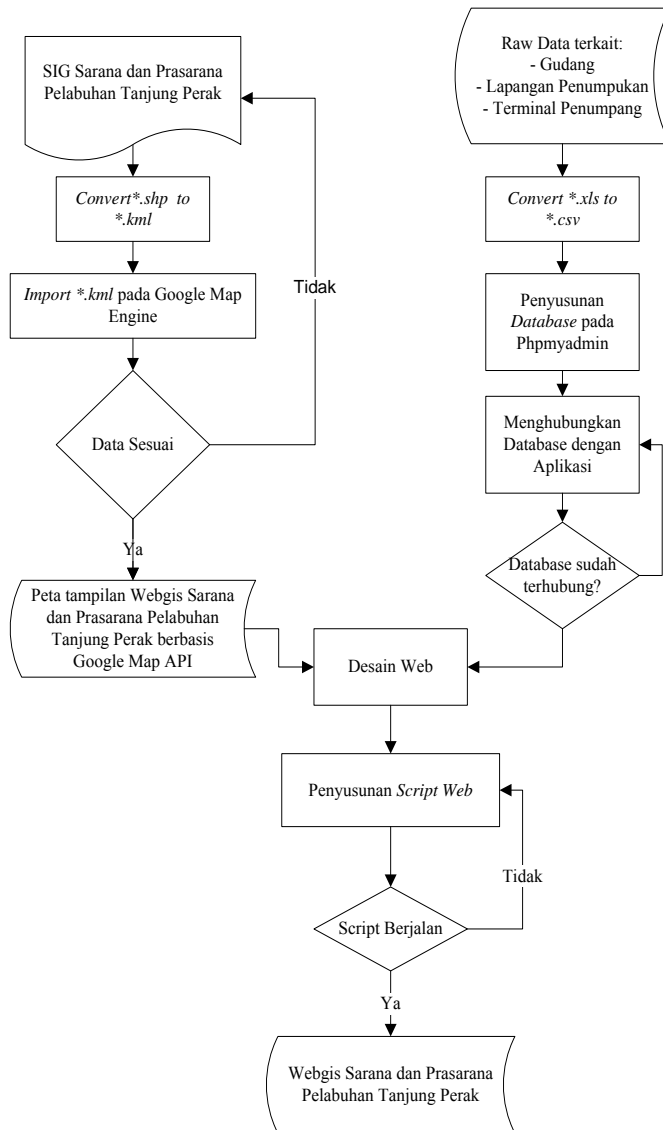 SIG Sarana dan Prasarana
Pelabuhan Tanjung Perak
Convert*.shp to
*.kml
Import *.kml pada Google Map
Engine
Tidak
Data Sesuai
Ya
Peta tampilan Webgis Sarana
dan Prasarana Pelabuhan
Tanjung Perak berbasis
Google Map API
Raw Data terkait:
- Gudang
- Lapangan Penumpukan
- Terminal Penumpang
Convert *.xls to
*.csv
Penyusunan
Database pada
Phpmyadmin
Menghubungkan
Database dengan
Aplikasi
Database sudah
terhubung?
Desain Web
Penyusunan Script Web
Tidak
Script Berjalan
Ya
Webgis Sarana dan Prasarana
Pelabuhan Tanjung Perak